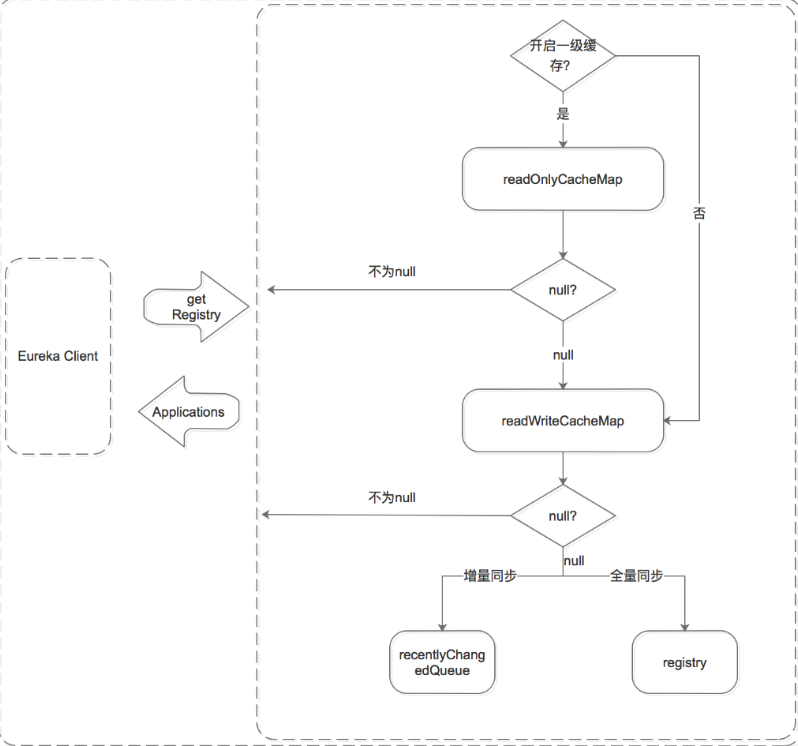 开启一级缓
存?
是
readOnlyCacheMap
否
不为null
null?
get
Registry
null
Eureka Client
Applications
readWriteCacheMap
不为null
null?
null
增量同步
全量同步
recentlyChang
edQueue
registry